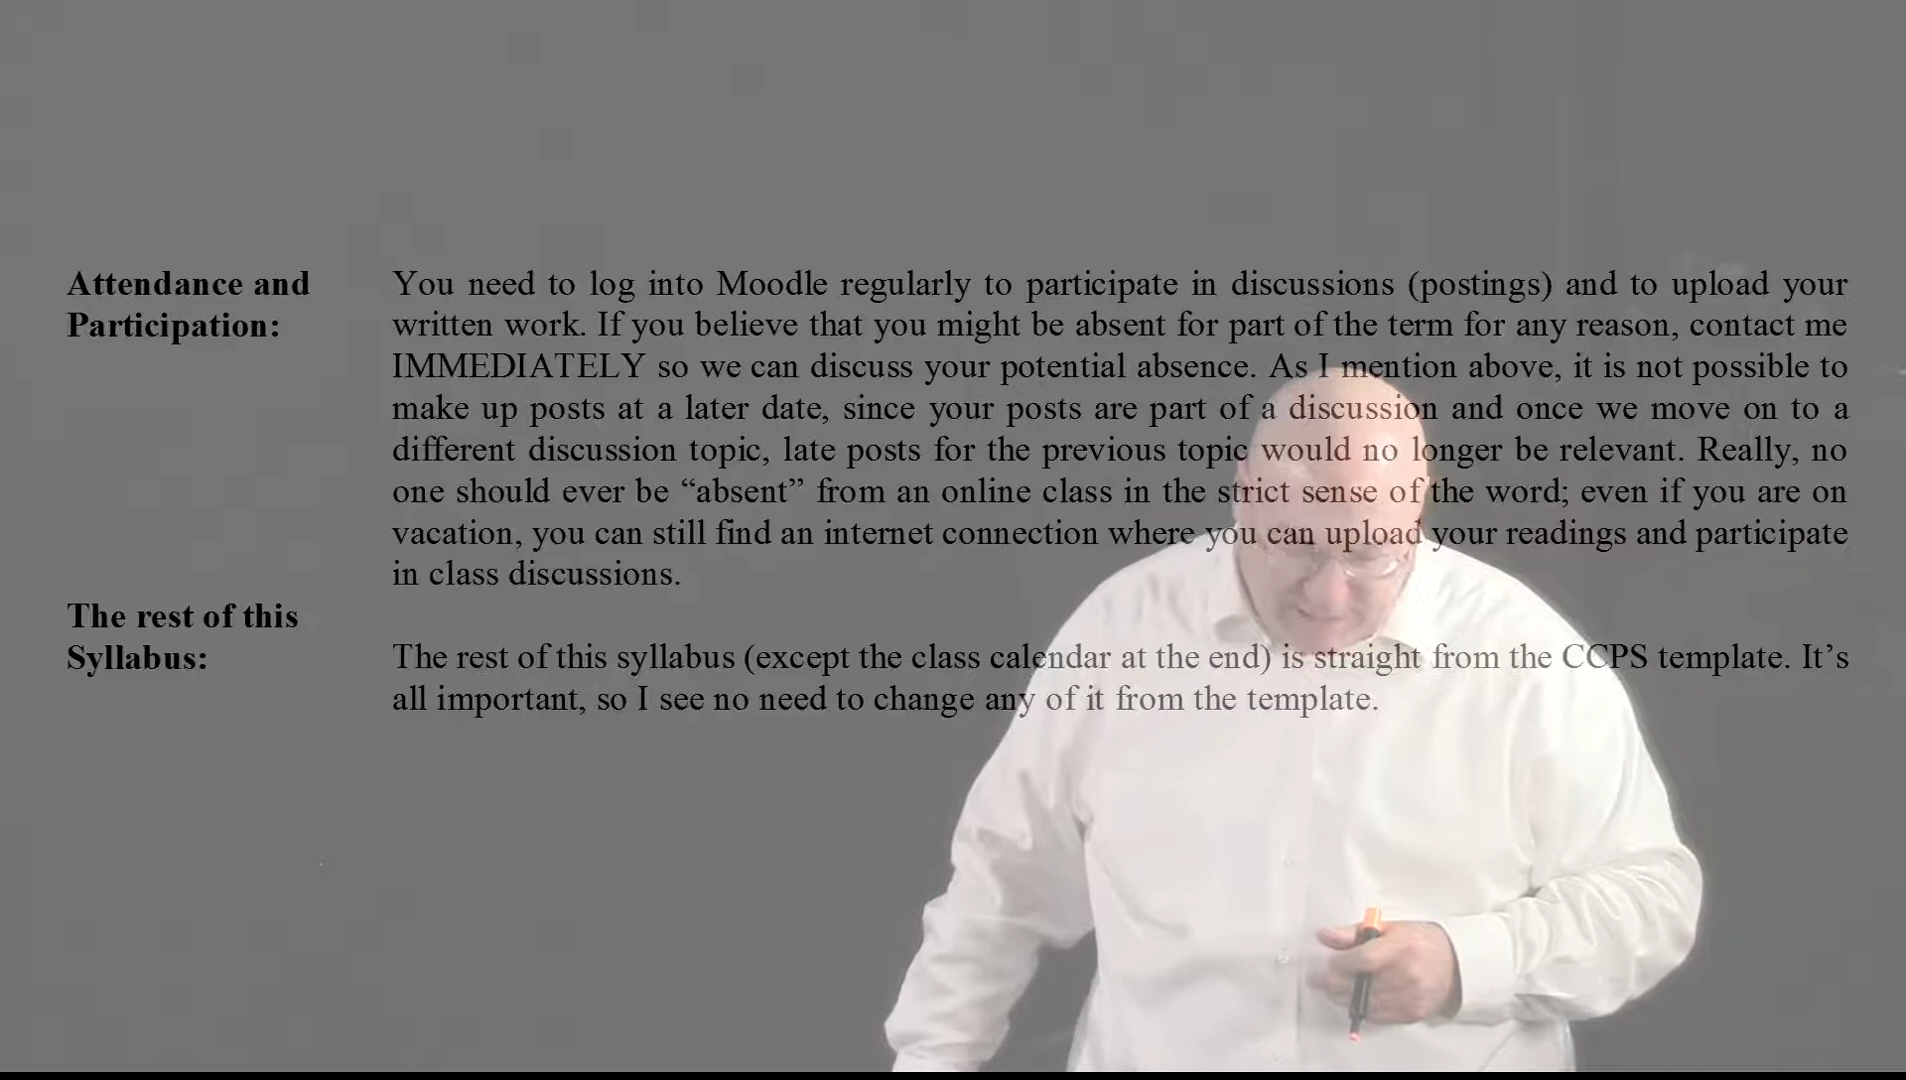 Attendance and
Participation:
You need to log into Moodle regularly to participate in discussions (postings) and to upload your
written work. If you believe that you might be absent for part of the term for any reason, contact me
IMMEDIATELY so we can discuss your potential absence. As I mention above, it is not possible to
make up posts at a later date, since your posts are part of a discussion and once we move on to a
different discussion topic, late posts for the previous topic would no longer be relevant. Really, no
one should ever be “absent” from an online class in the strict sense of the word; even if you are on
vacation, you can still find an internet connection where you can upload your readings and participate
in class discussions.
The rest of this
Syllabus:
The rest of this syllabus (except the class calendar at the end) is straight from the CCPS template. It’s
all important, so I see no need to change any of it from the template.